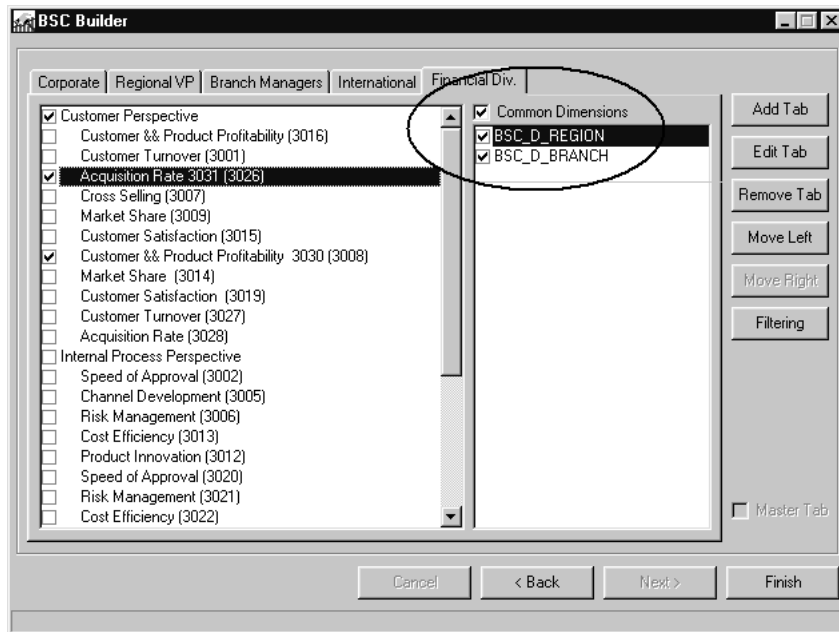 BSC Builder
Corporate Regional VP Branch Managers International Financial Div.
Customer Perspective
Customer && Product Profitability (3016)
Customer Turnover (3001)
Acquisition Rate 3031 (3026)
Cross Selling (3007)
Market Share (3009)
Customer Satisfaction (3015)
Customer && Product Profitability  3030 (3008)
Market Share  (3014)
Customer Satisfaction  (3019)
Customer Turnover (3027)
Acquisition Rate (3028)
Internal Process Perspective
Speed of Approval (3002)
Channel Development (3005)
Risk Management (3006)
Cost Efficiency (3013)
Product Innovation (3012)
Speed of Approval (3020)
Risk Management (3021)
Cost Efficiency (3022)
Common Dimensions
BSC_D_REGION
BSC_D_BRANCH
Add Tab
Edit Tab
Remove Tab
Move Left
Move Right
Filtering
Master Tab
Cancel < Back Next > Finish